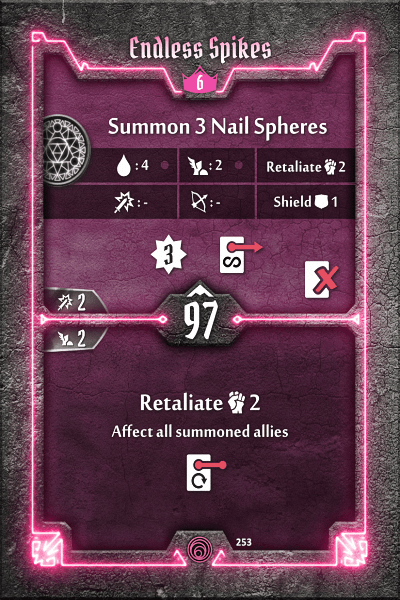 Endless Spikes
6
Summon 3 Nail Spheres
: 4
: 2
Retaliate 2
: -
: -
Shield 1
3
2
97
2
Retaliate 2
Affect all summoned allies
253